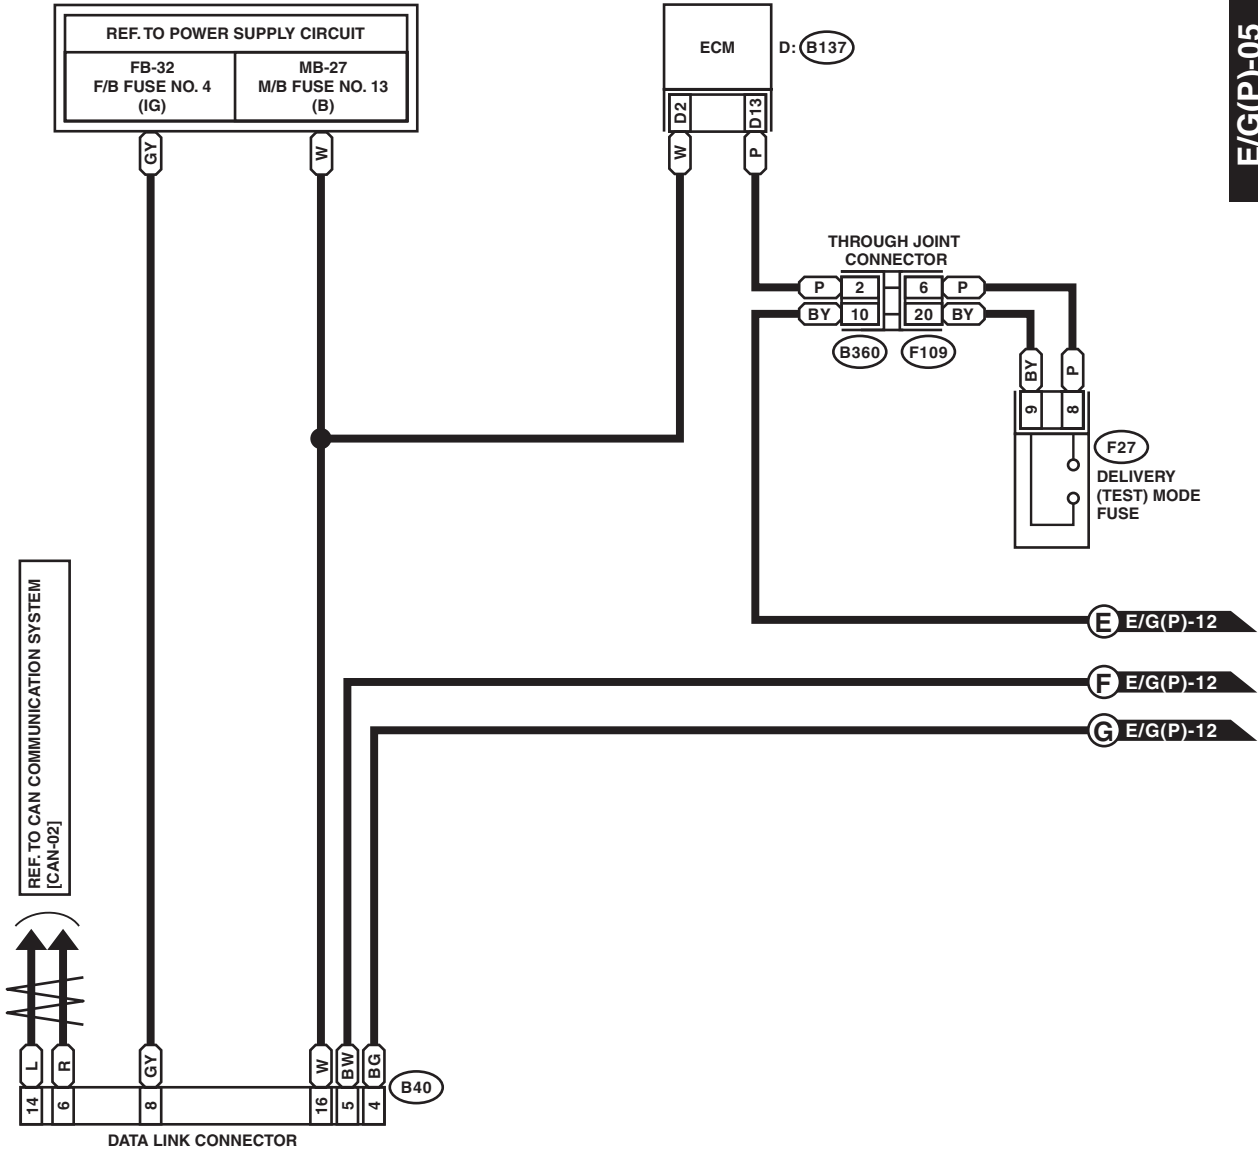 REF. TO POWER SUPPLY CIRCUIT
FB-32
F/B FUSE NO. 4
(IG)
MB-27
M/B FUSE NO. 13
(B)
GY
W
ECM
D: B137
D2
D13
W
P
E/G(P)-05
THROUGH JOINT
CONNECTOR
P 2 6 P
BY 10 20 BY
B360 F109
BY
P
9
8
F27
DELIVERY
(TEST) MODE
FUSE
E E/G(P)-12
F E/G(P)-12
G E/G(P)-12
REF. TO CAN COMMUNICATION SYSTEM
[CAN-02]
L
R
GY
W
BW
BG
B40
14
6
8
16
5
4
DATA LINK CONNECTOR